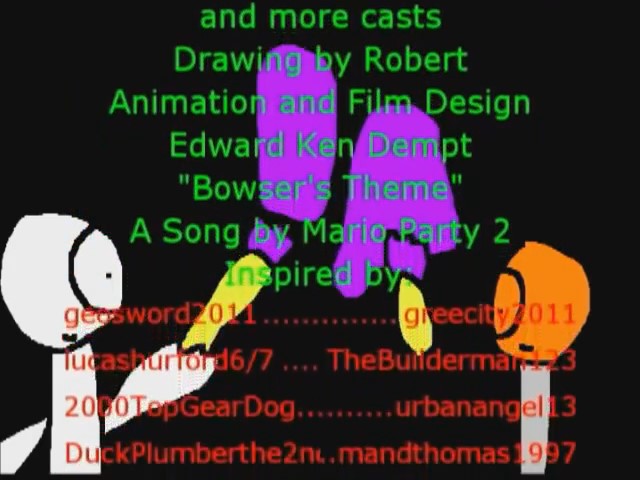 and more casts
Drawing by Robert
Animation and Film Design
Edward Ken Dempt
"Bowser's Theme"
A Song by Mario Party 2
Inspired by:
geosword2011..............greecity2011
lucashurford6/7 .... TheBuilderman123
2000TopGearDog..........urbanangel13
DuckPlumberthe2n...mandthomas1997